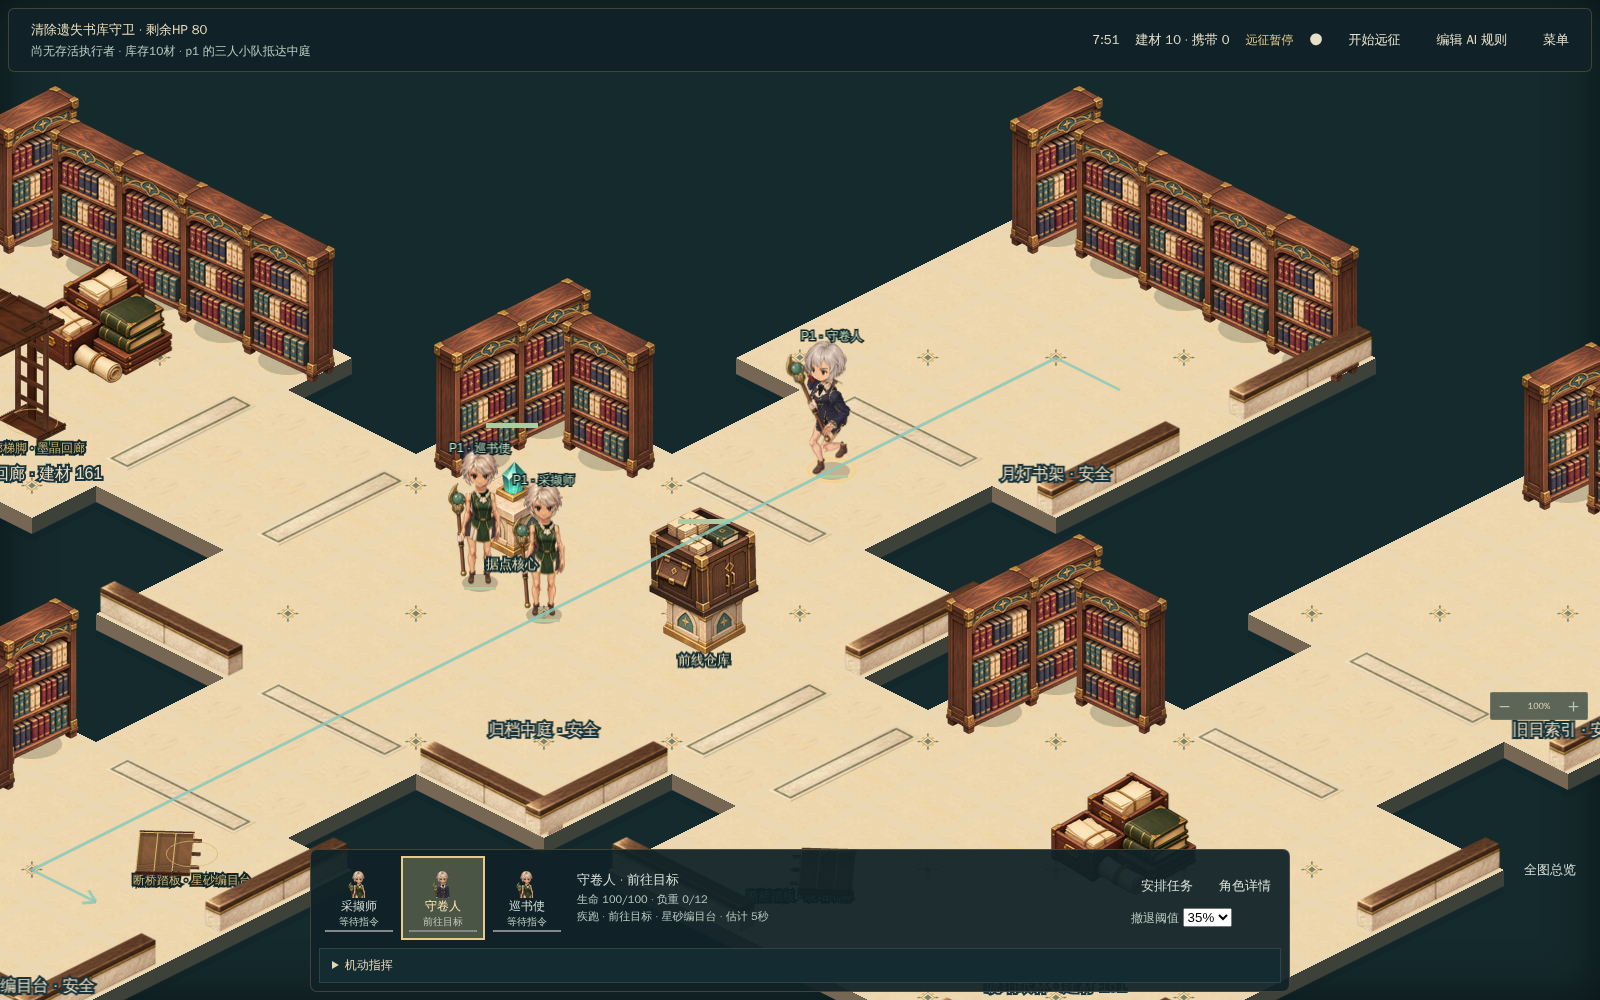 清除遗失书库守卫 · 剩余HP 80
尚无存活执行者 · 库存10材 · p1 的三人小队抵达中庭
7:51 建材 10 · 携带 0 远征暂停 开始远征 编辑 AI 规则 菜单
P1 · 守卷人
P1 · 巡书使
梯脚 · 墨晶回廊
回廊 · 建材 161
月灯书架 · 安全
P1 · 采撷师
据点核心
前线仓库
− 100% +
归档中庭 · 安全
旧日索引 · 安
断桥踏板 · 星砂编目台
全图总览
采撷师
等待指令
守卷人
前往目标
巡书使
等待指令
守卷人 · 前往目标
生命 100/100 · 负重 0/12
疾跑 · 前往目标 · 星砂编目台 · 估计 5秒
安排任务 角色详情
撤退阈值 35%
▶ 机动指挥
编目台 · 安全